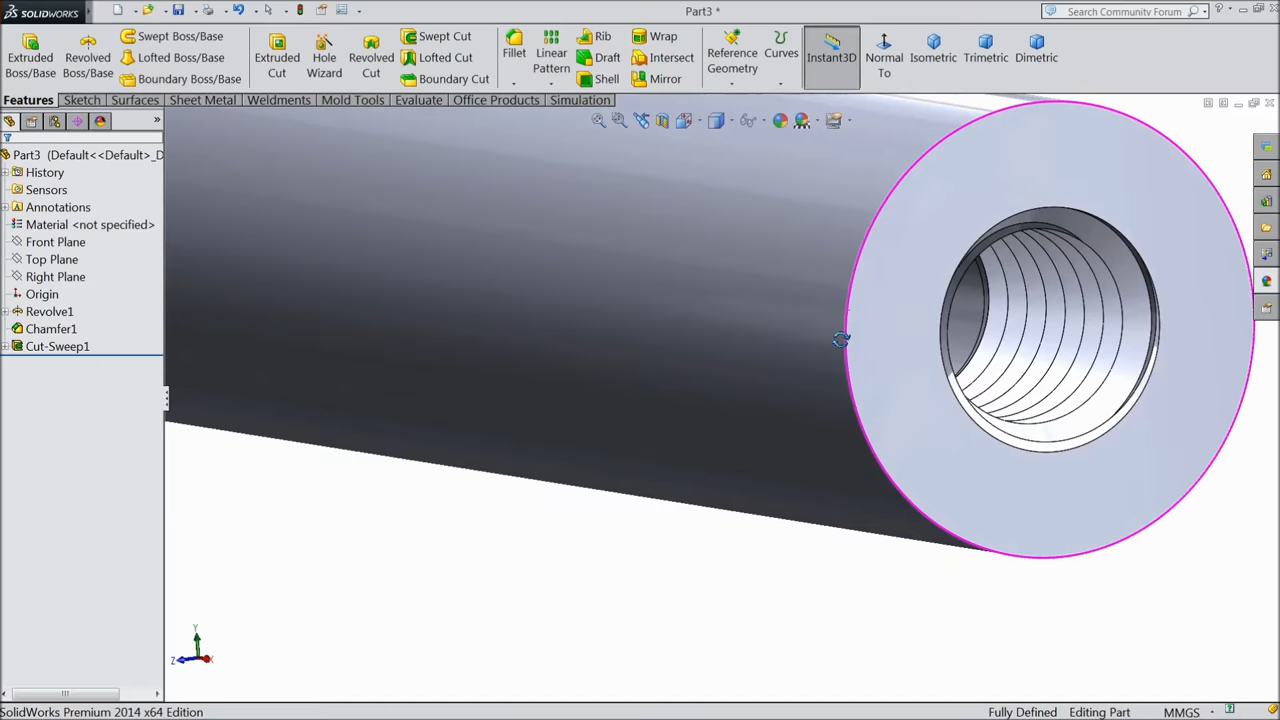 SOLIDWORKS
Part3 *
Search Community Forum
Extruded Boss/Base
Revolved Boss/Base
Swept Boss/Base
Lofted Boss/Base
Boundary Boss/Base
Extruded Cut
Hole Wizard
Revolved Cut
Swept Cut
Lofted Cut
Boundary Cut
Fillet
Linear Pattern
Rib
Draft
Shell
Wrap
Intersect
Mirror
Reference Geometry
Curves
Instant3D
Normal To
Isometric
Trimetric
Dimetric
Features
Sketch
Surfaces
Sheet Metal
Weldments
Mold Tools
Evaluate
Office Products
Simulation
Part3 (Default<<Default>_D
History
Sensors
Annotations
Material <not specified>
Front Plane
Top Plane
Right Plane
Origin
Revolve1
Chamfer1
Cut-Sweep1
Y
Z
X
SolidWorks Premium 2014 x64 Edition
Fully Defined
Editing Part
MMGS